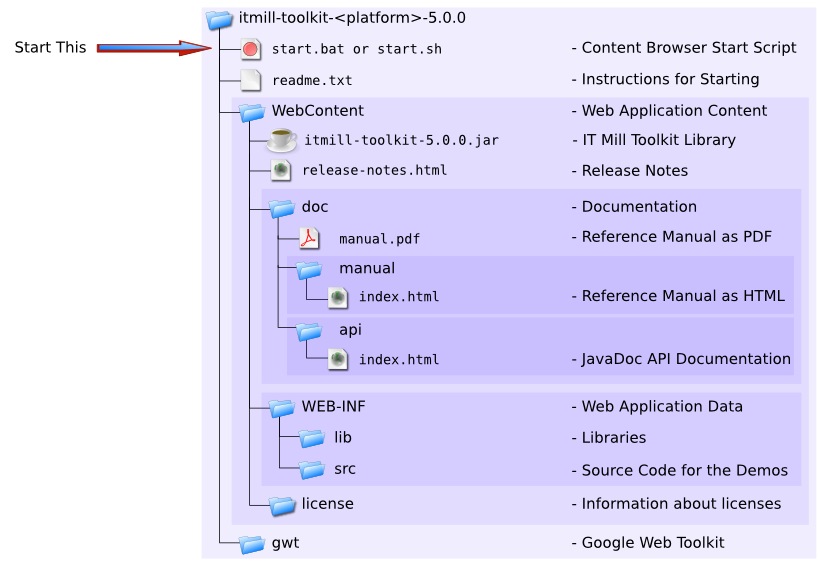 itmill-toolkit-<platform>-5.0.0
Start This start.bat or start.sh - Content Browser Start Script
readme.txt - Instructions for Starting
WebContent - Web Application Content
itmill-toolkit-5.0.0.jar - IT Mill Toolkit Library
release-notes.html - Release Notes
doc - Documentation
manual.pdf - Reference Manual as PDF
manual
index.html - Reference Manual as HTML
api
index.html - JavaDoc API Documentation
WEB-INF - Web Application Data
lib - Libraries
src - Source Code for the Demos
license - Information about licenses
gwt - Google Web Toolkit